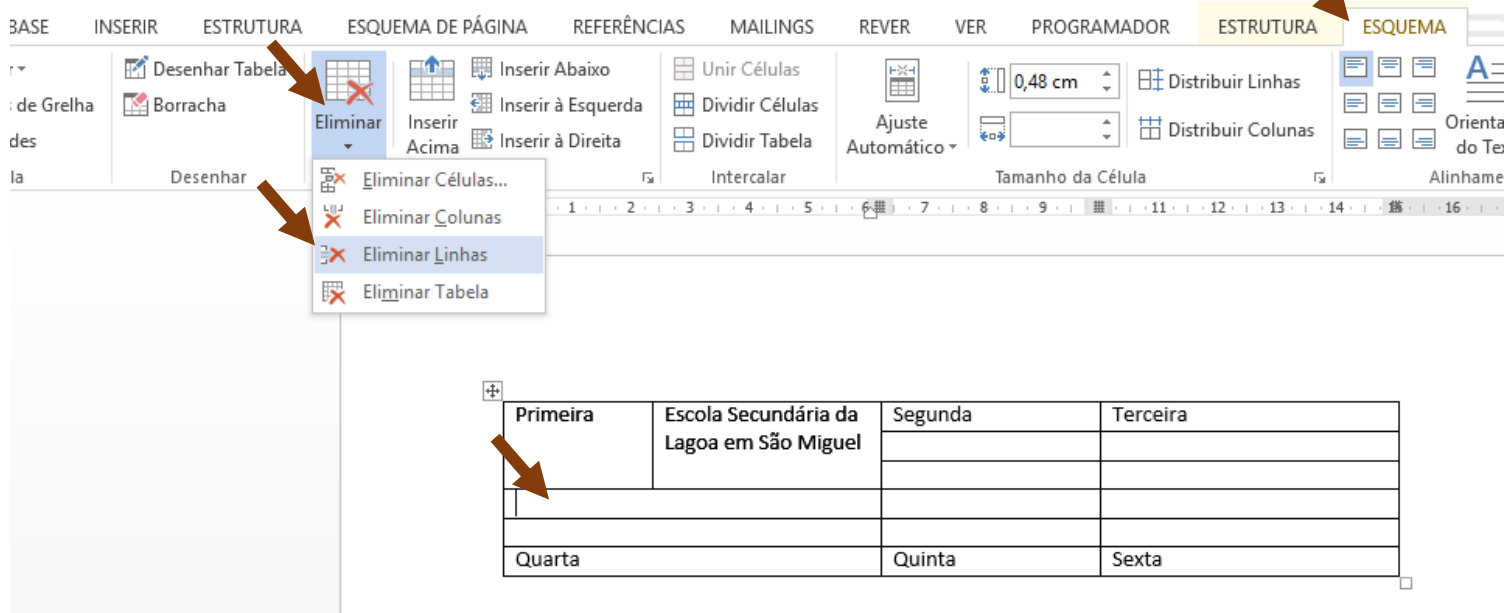 BASE INSERIR ESTRUTURA ESQUEMA DE PÁGINA REFERÊNCIAS MAILINGS REVER VER PROGRAMADOR ESTRUTURA ESQUEMA
Desenhar Tabela
de Grelha Borracha
Desenhar
Eliminar
Inserir Acima
Inserir Abaixo
Inserir à Esquerda
Inserir à Direita
Unir Células
Dividir Células
Dividir Tabela
Intercalar
Ajuste
Automático
0,48 cm
Distribuir Linhas
Distribuir Colunas
Tamanho da Célula
do
Eliminar Células...
Eliminar Colunas
Eliminar Linhas
Eliminar Tabela
1 2 3 4 5 6 7 8 9 11 12 13 14 16
Primeira Escola Secundária da Segunda Terceira
Lagoa em São Miguel
Quarta Quinta Sexta